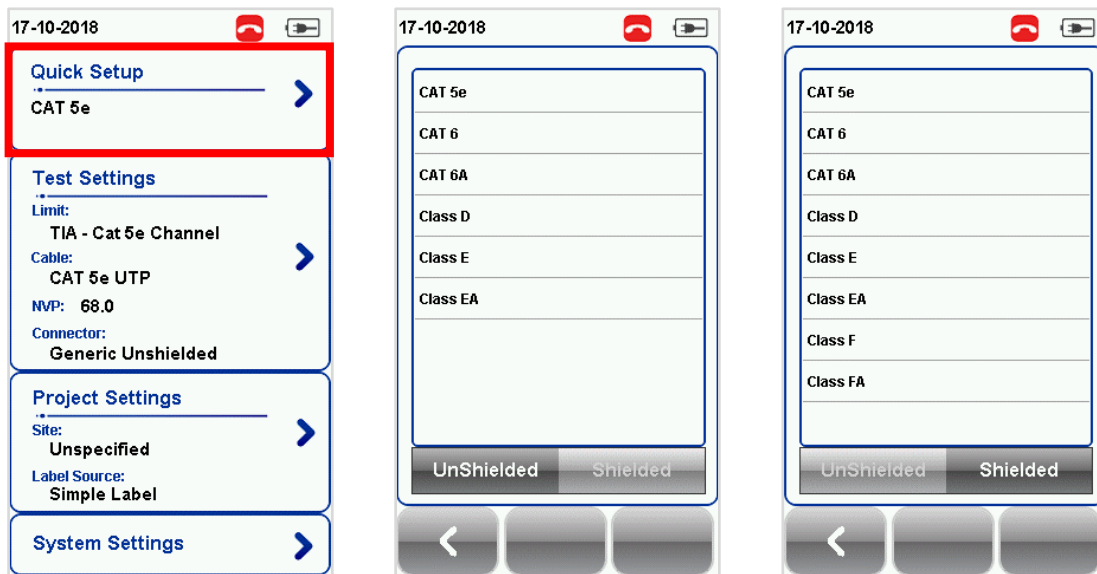 17-10-2018
Quick Setup
CAT 5e
Test Settings
Limit:
TIA - Cat 5e Channel
Cable:
CAT 5e UTP
NVP: 68.0
Connector:
Generic Unshielded
Project Settings
Site:
Unspecified
Label Source:
Simple Label
System Settings
17-10-2018
CAT 5e
CAT 6
CAT 6A
Class D
Class E
Class EA
UnShielded Shielded
17-10-2018
CAT 5e
CAT 6
CAT 6A
Class D
Class E
Class EA
Class F
Class FA
UnShielded Shielded